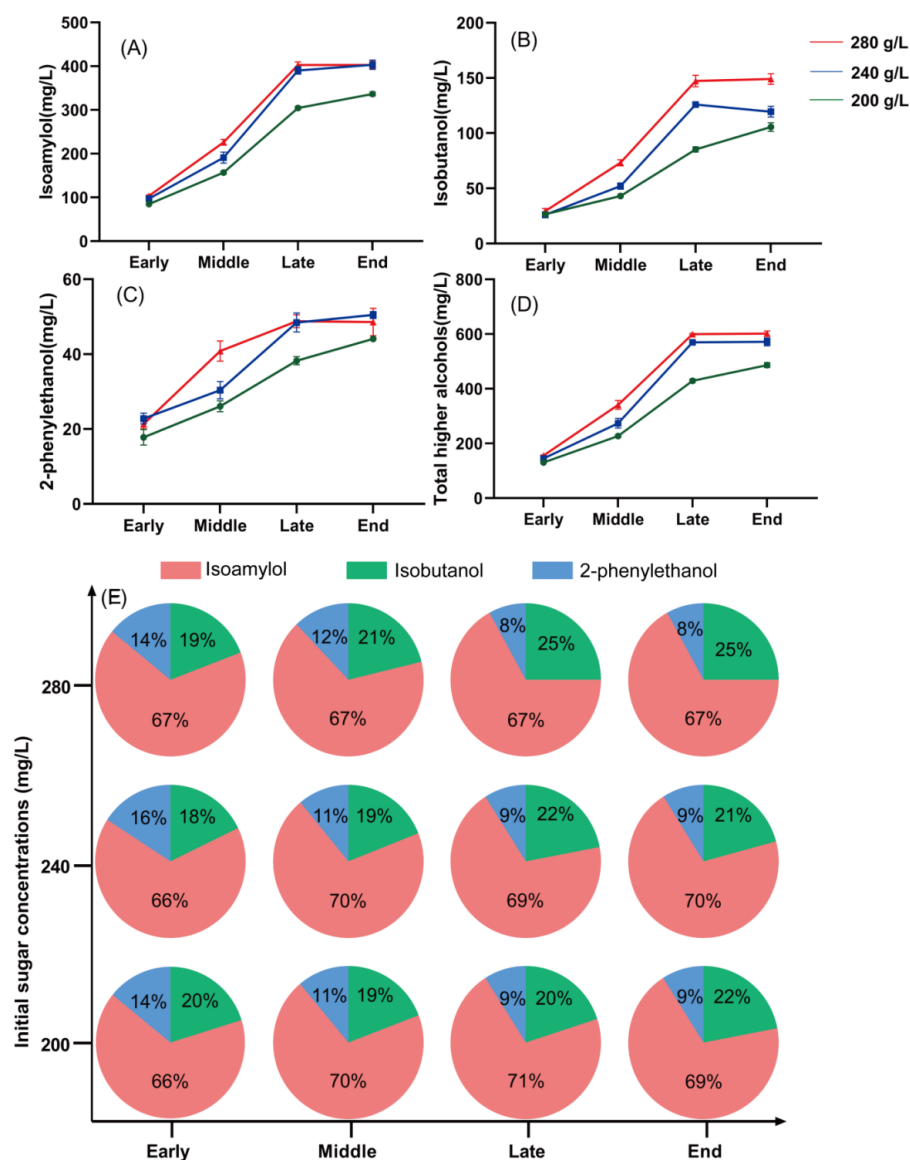 (A)
Isoamylol(mg/L)
500
400
300
200
100
0
Early Middle Late End
(B)
Isobutanol(mg/L)
200
150
100
50
0
Early Middle Late End
280 g/L
240 g/L
200 g/L
(C)
2-phenylethanol(mg/L)
60
40
20
0
Early Middle Late End
(D)
Total higher alcohols(mg/L)
800
600
400
200
0
Early Middle Late End
Isoamylol Isobutanol 2-phenylethanol
(E)
Initial sugar concentrations (mg/L)
280
14% 19% 67%
12% 21% 67%
8% 25% 67%
8% 25% 67%
240
16% 18% 66%
11% 19% 70%
9% 22% 69%
9% 21% 70%
200
14% 20% 66%
11% 19% 70%
9% 20% 71%
9% 22% 69%
Early Middle Late End